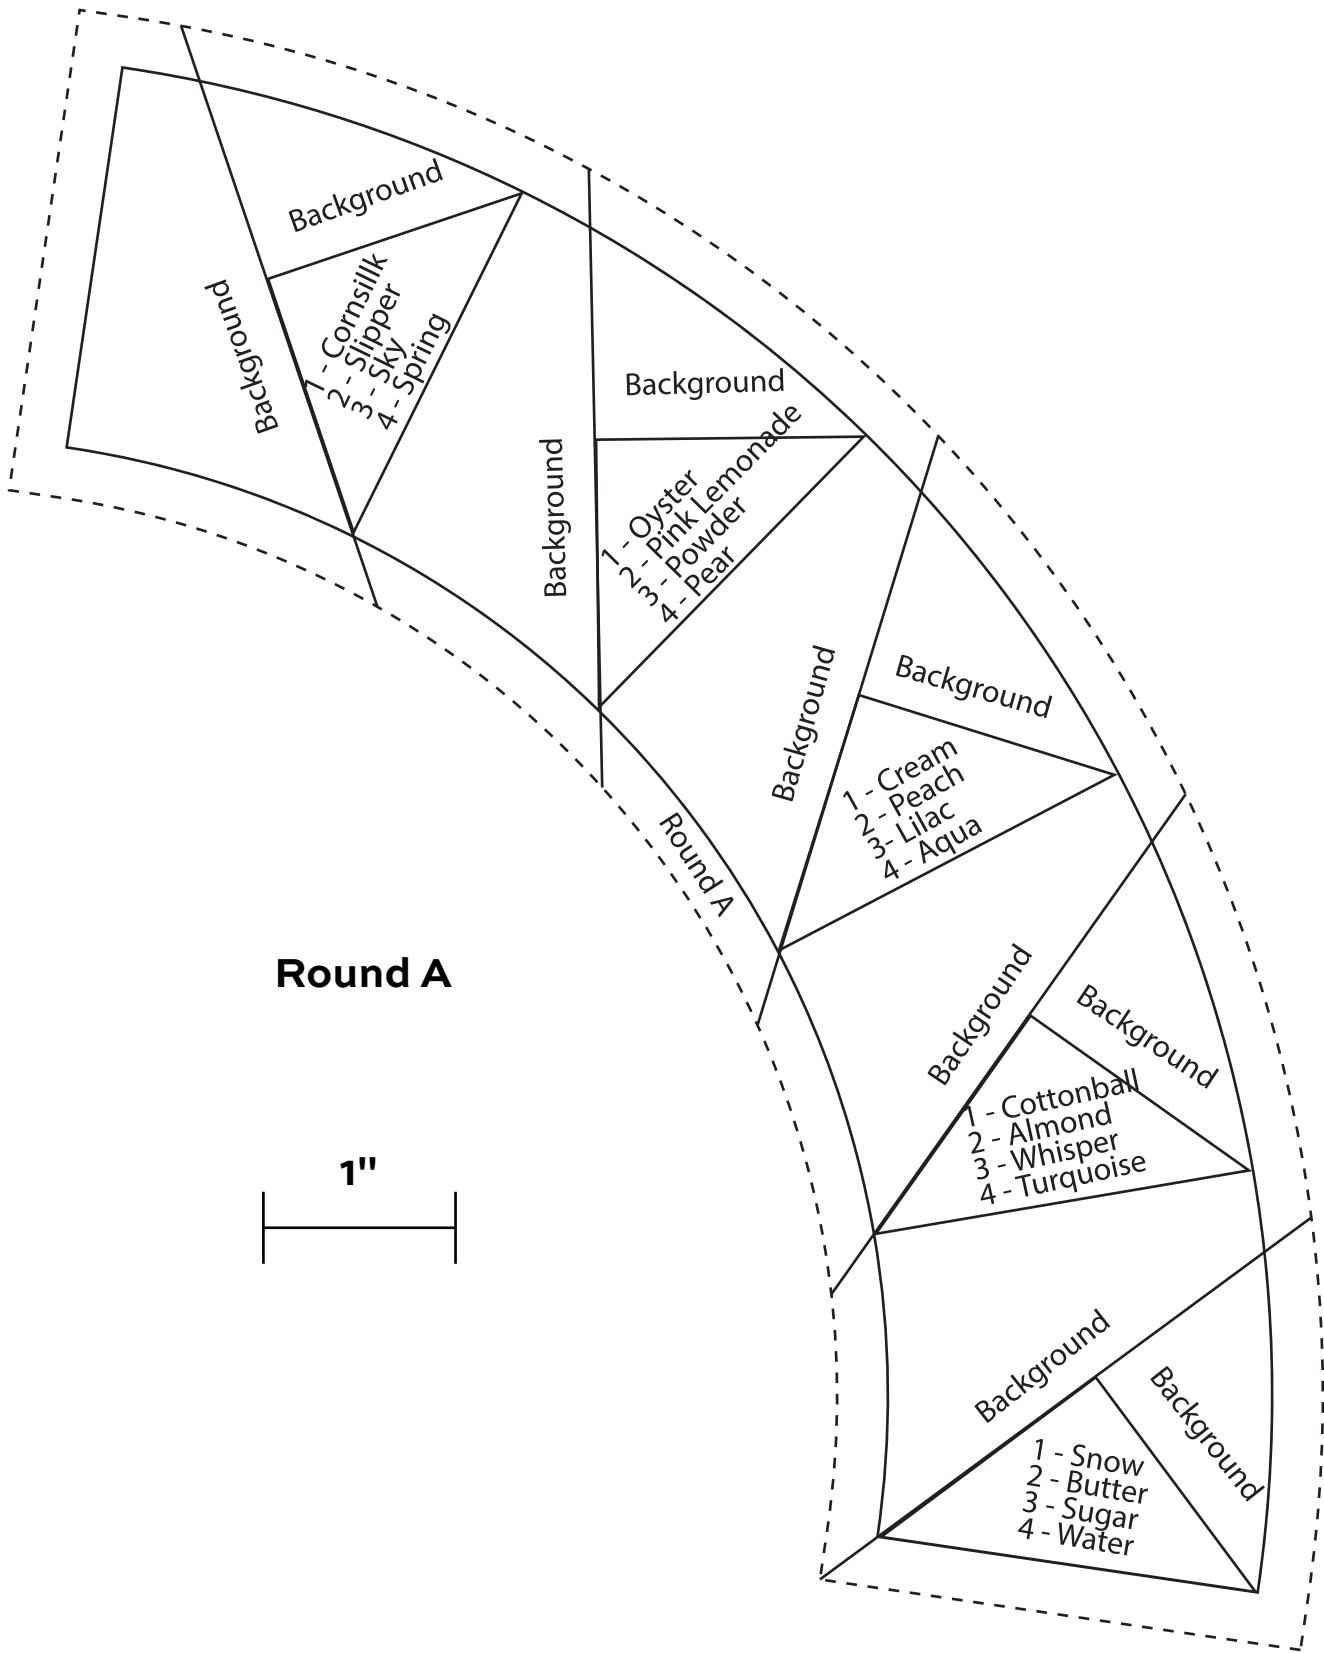 Background
Background
1 - Cornsillk
2 - Slipper
3 - Sky
4 - Spring
Background
Background
1 - Oyster
2 - Pink Lemonade
3 - Powder
4 - Pear
Background
Background
1 - Cream
2 - Peach
3- Lilac
4 - Aqua
Round A
Round A
Background
Background
1 - Cottonball
2 - Almond
3 - Whisper
4 - Turquoise
1"
Background
Background
1 - Snow
2 - Butter
3 - Sugar
4 - Water